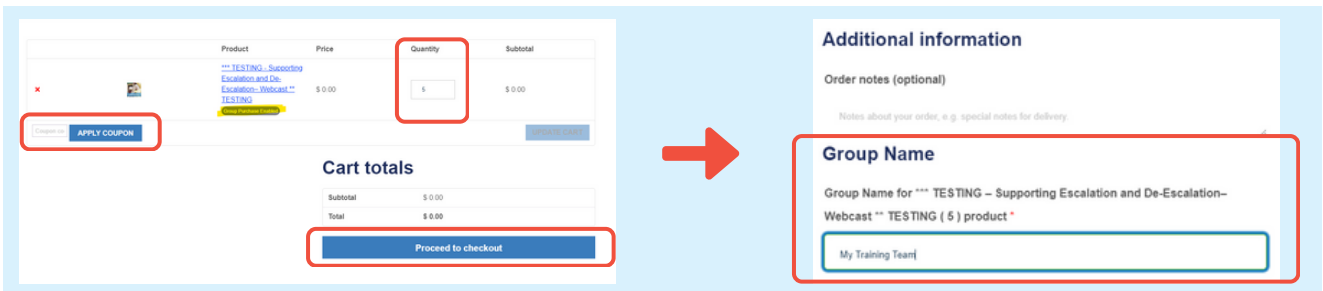 Product Price Quantity Subtotal
*** TESTING - Supporting
Escalation and De-
Escalation– Webcast **
TESTING
$ 0.00 5 $ 0.00
Group Purchase Enabled
APPLY COUPON UPDATE CART
Cart totals
Subtotal $ 0.00
Total $ 0.00
Proceed to checkout
Additional information
Order notes (optional)
Notes about your order, e.g. special notes for delivery.
Group Name
Group Name for *** TESTING – Supporting Escalation and De-Escalation–
Webcast ** TESTING ( 5 ) product *
My Training Team